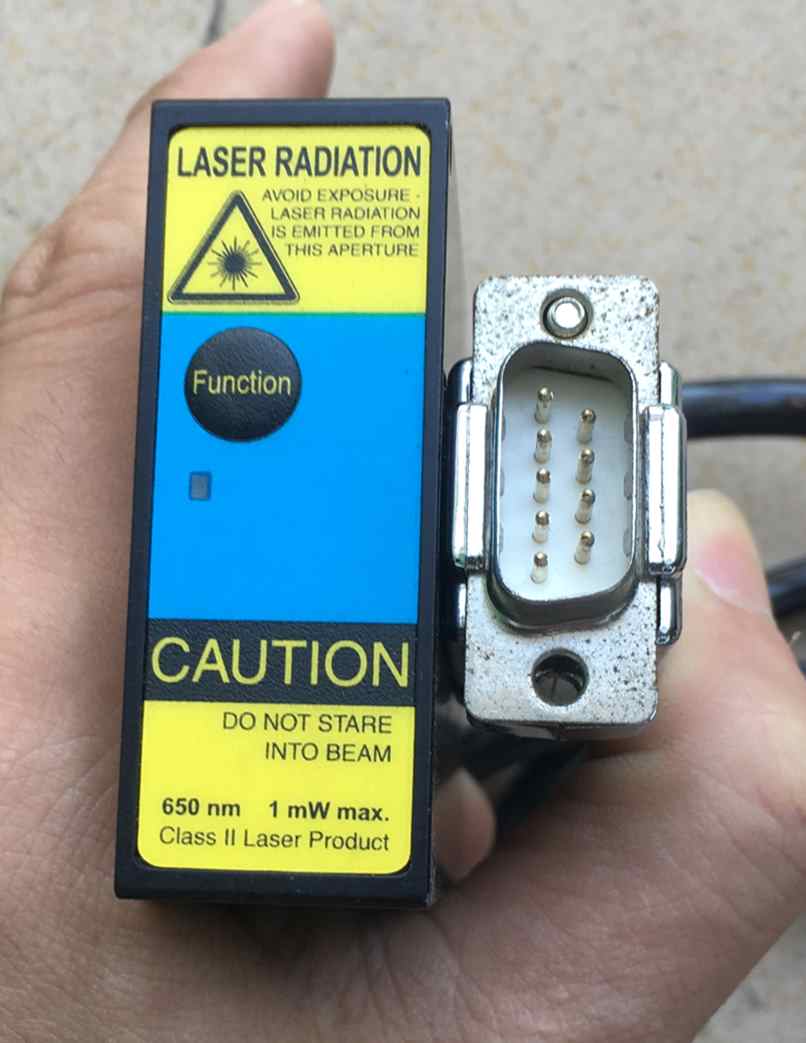 LASER RADIATION
AVOID EXPOSURE -
LASER RADIATION
IS EMITTED FROM
THIS APERTURE
Function
CAUTION
DO NOT STARE
INTO BEAM
650 nm 1 mW max.
Class II Laser Product